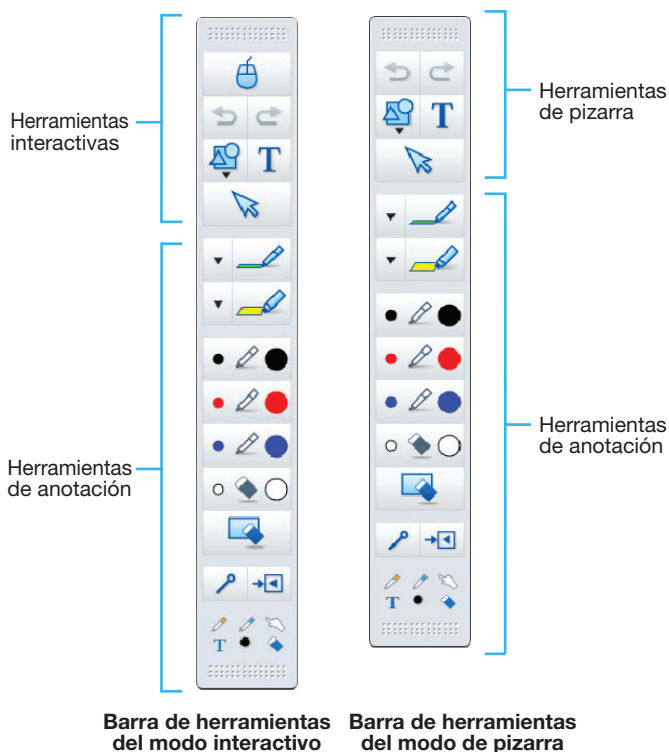 Herramientas
interactivas
T
Herramientas
de anotación
T
Barra de herramientas
del modo interactivo
T
Herramientas
de pizarra
Herramientas
de anotación
T
Barra de herramientas
del modo de pizarra